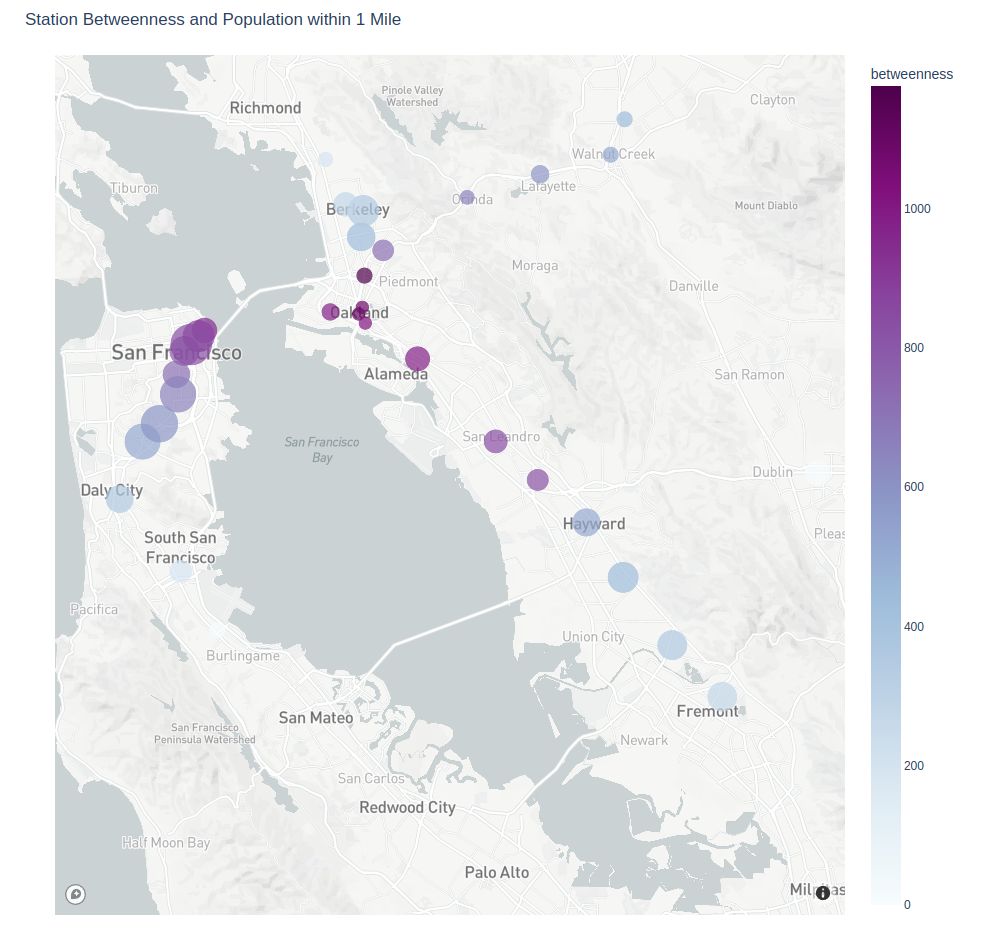 Station Betweenness and Population within 1 Mile
betweenness
1000
800
600
400
200
0
Richmond
Pinole Valley
Watershed
Clayton
Walnut Creek
Tiburon
Lafayette
Orinda
Mount Diablo
Berkeley
Moraga
Piedmont
Danville
Oakland
San Francisco
Alameda
San Ramon
San Francisco
Bay
San Leandro
Dublin
Daly City
Hayward
Pleas
South San
Francisco
Pacifica
Union City
Burlingame
Fremont
San Mateo
San Francisco
Peninsula Watershed
Newark
San Carlos
Redwood City
Half Moon Bay
Palo Alto
Milpitas